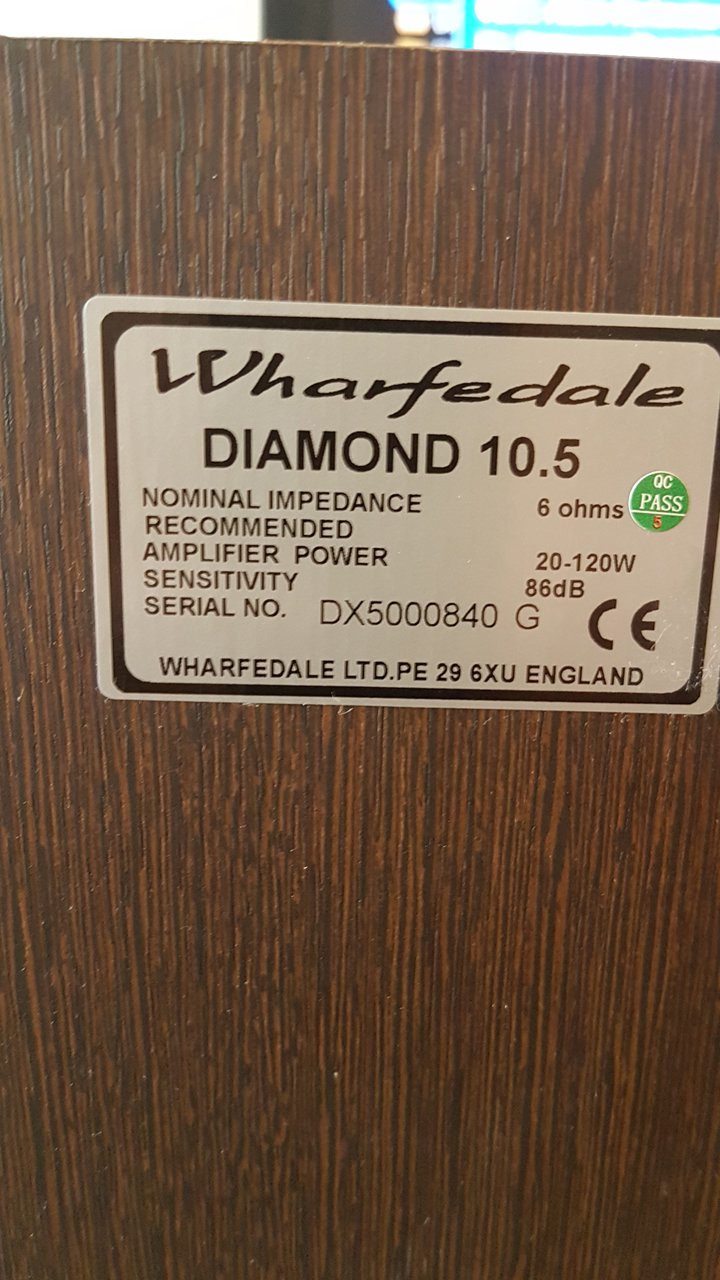 Wharfedale
DIAMOND 10.5
NOMINAL IMPEDANCE 6 ohms
QC
PASS
5
RECOMMENDED
AMPLIFIER POWER 20-120W
SENSITIVITY 86dB
SERIAL NO. DX5000840 G CE
WHARFEDALE LTD.PE 29 6XU ENGLAND